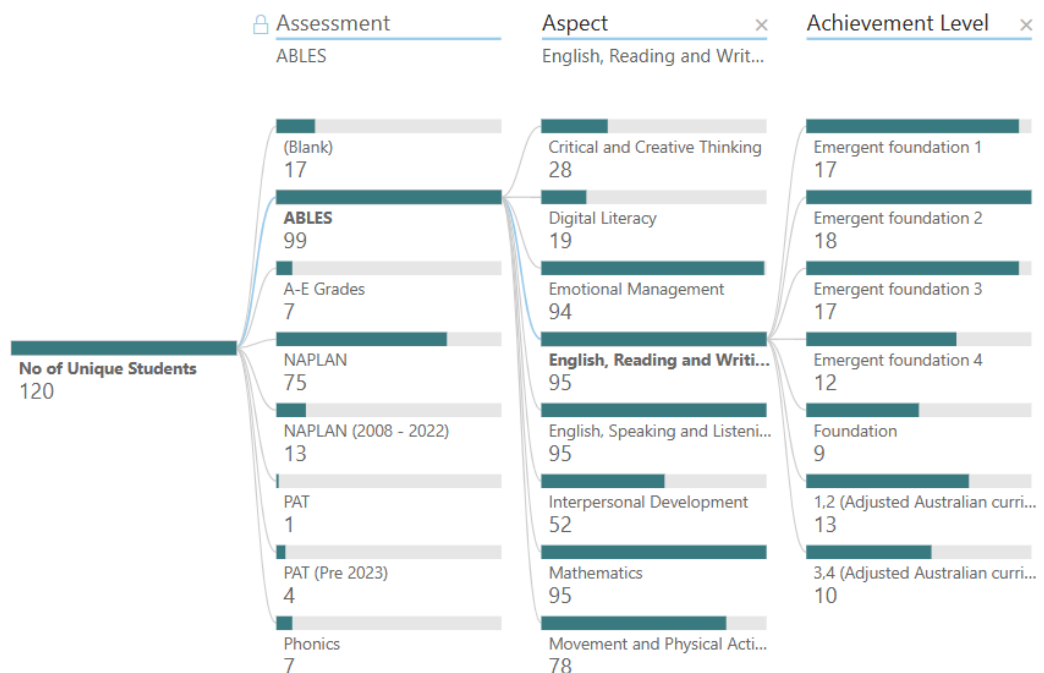 Assessment
ABLES
Aspect
English, Reading and Writ...
Achievement Level
No of Unique Students
120
(Blank)
17
ABLES
99
A-E Grades
7
NAPLAN
75
NAPLAN (2008 - 2022)
13
PAT
1
PAT (Pre 2023)
4
Phonics
7
Critical and Creative Thinking
28
Digital Literacy
19
Emotional Management
94
English, Reading and Writi...
95
English, Speaking and Listeni...
95
Interpersonal Development
52
Mathematics
95
Movement and Physical Acti...
78
Emergent foundation 1
17
Emergent foundation 2
18
Emergent foundation 3
17
Emergent foundation 4
12
Foundation
9
1,2 (Adjusted Australian curri...
13
3,4 (Adjusted Australian curri...
10